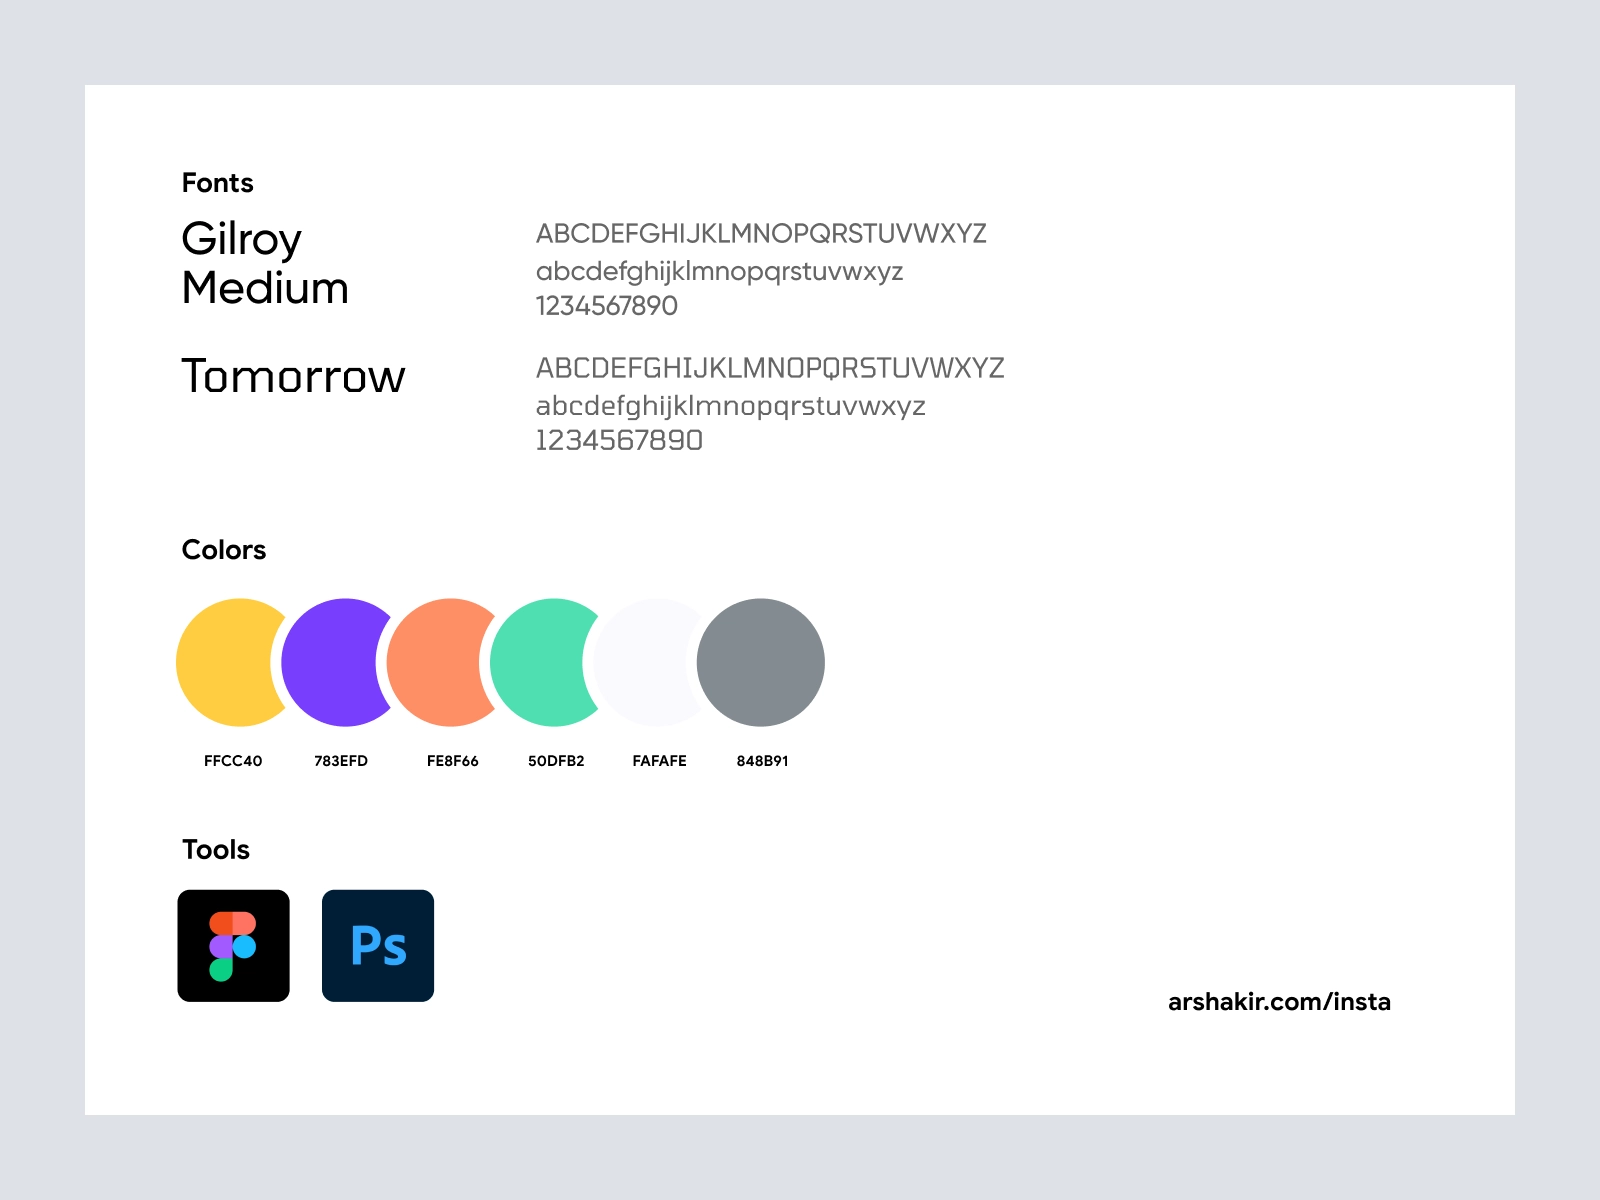 Fonts
Gilroy
Medium
ABCDEFGHIJKLMNOPQRSTUVWXYZ
abcdefghijklmnopqrstuvwxyz
1234567890
Tomorrow
ABCDEFGHIJKLMNOPQRSTUVWXYZ
abcdefghijklmnopqrstuvwxyz
1234567890
Colors
FFCC40 783EFD FE8F66 50DFB2 FAFAFE 848B91
Tools
Ps
arshakir.com/insta